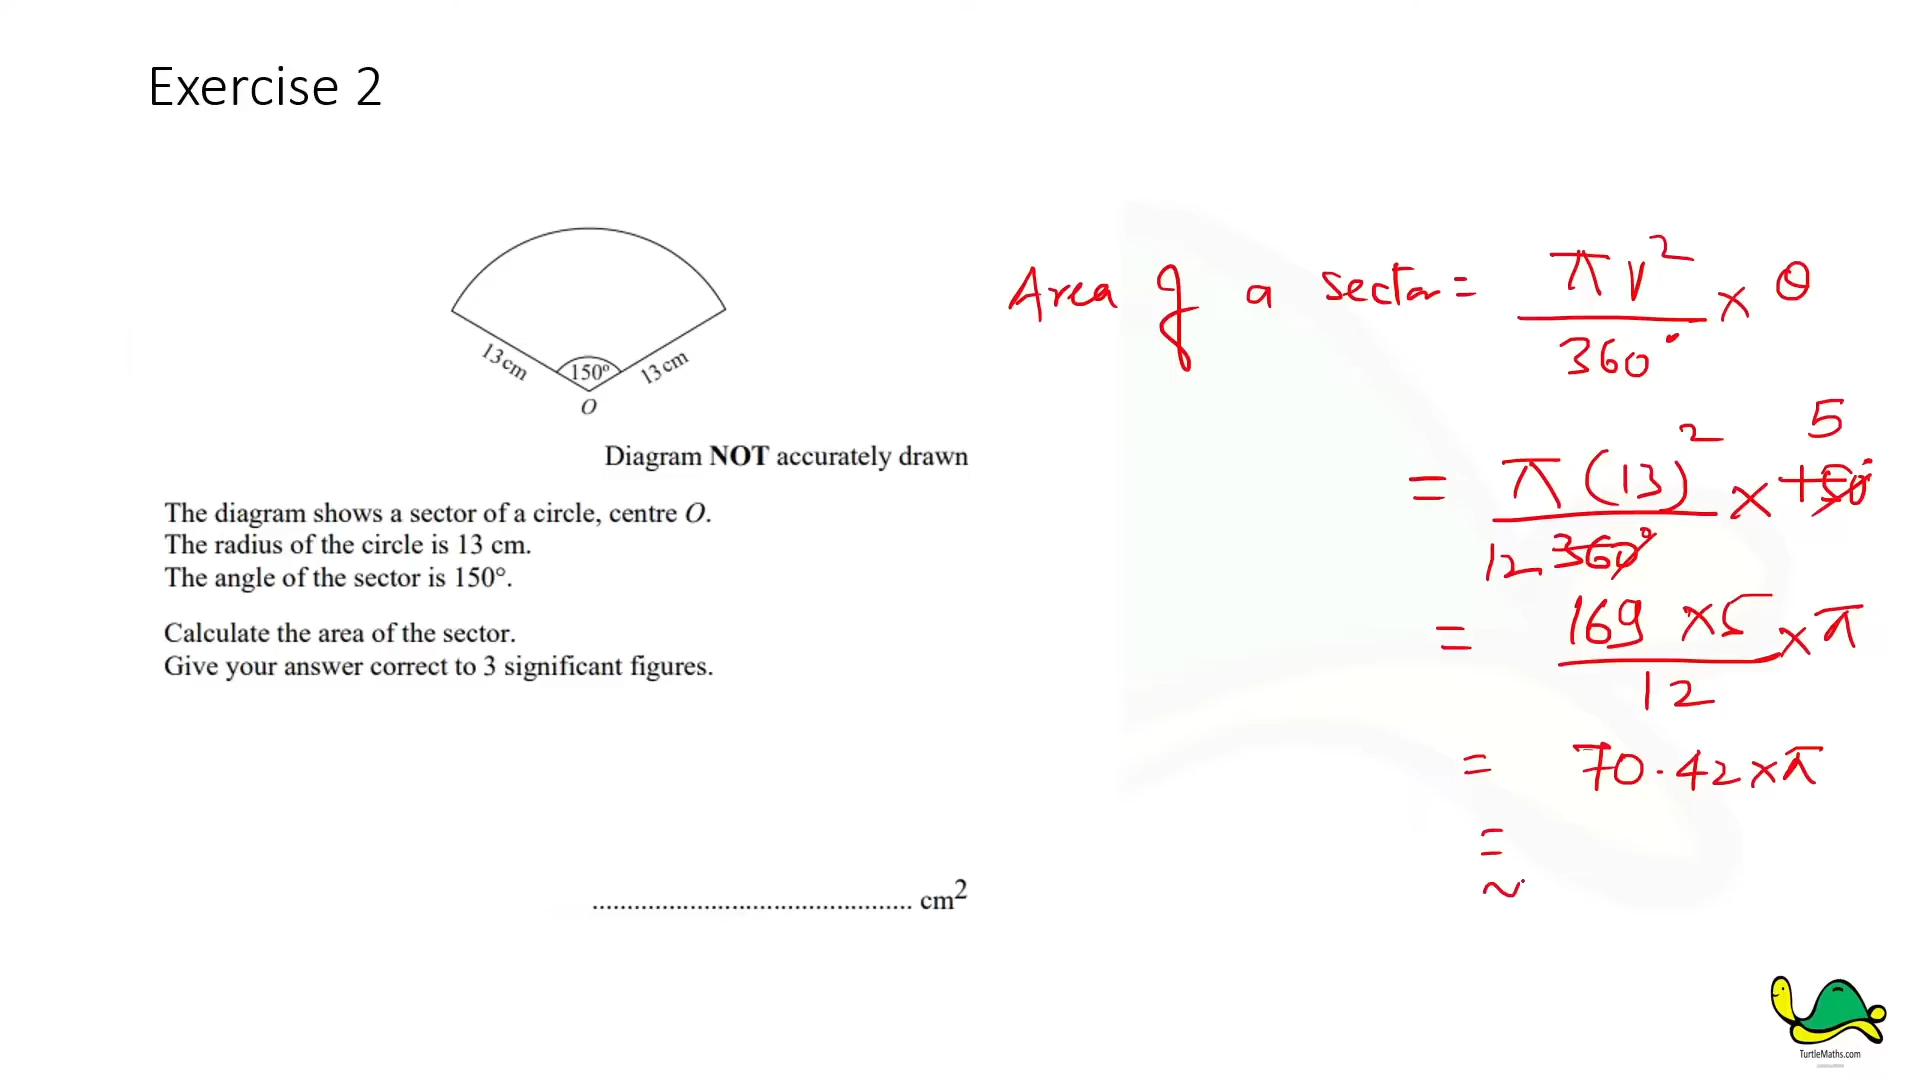 Exercise 2
13 cm
150°
13 cm
O
Diagram NOT accurately drawn
The diagram shows a sector of a circle, centre O.
The radius of the circle is 13 cm.
The angle of the sector is 150°.
Calculate the area of the sector.
Give your answer correct to 3 significant figures.
.............................................. cm²
Area of a sector = πr² / 360° × θ
5
= π(13)² / 12 360° × 150°
= 169 × 5 / 12 × π
= 70.42 × π
=
~
TurtleMaths.com